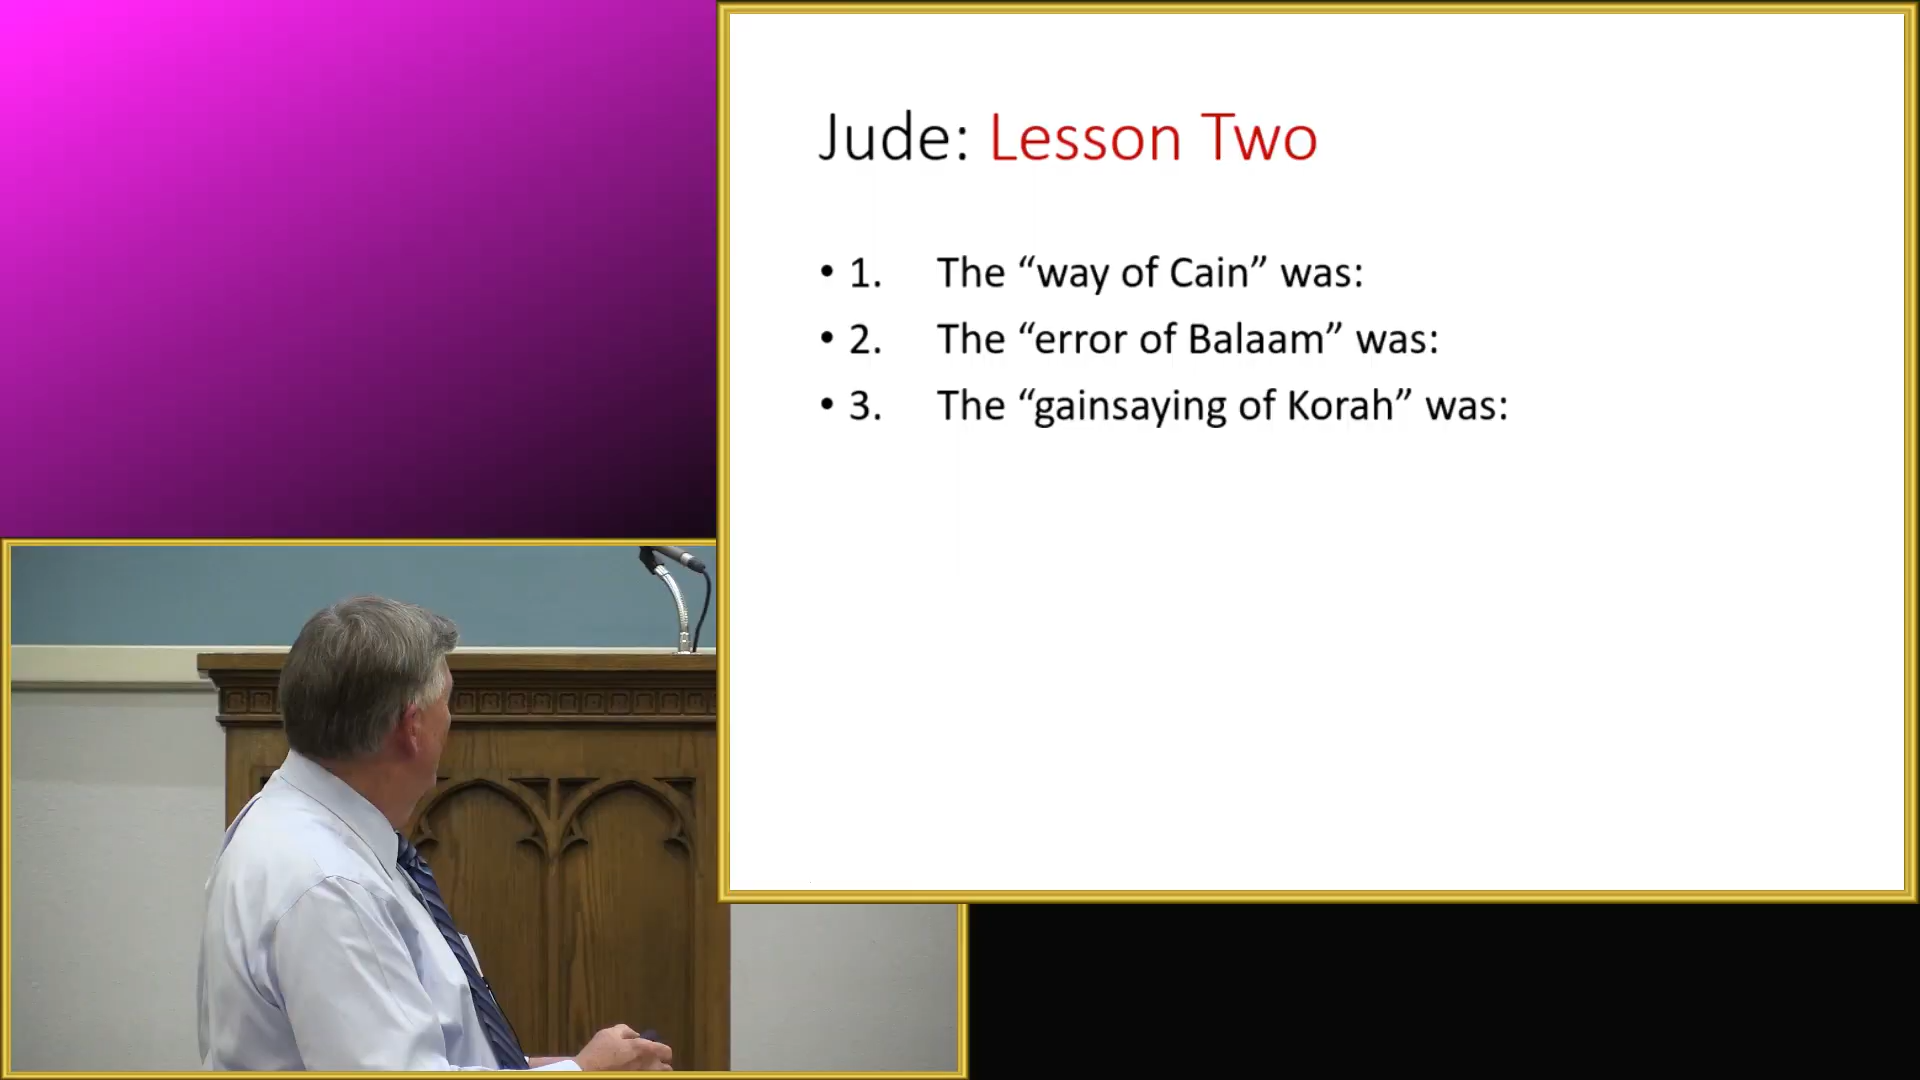 Jude: Lesson Two
• 1. The “way of Cain” was:
• 2. The “error of Balaam” was:
• 3. The “gainsaying of Korah” was: